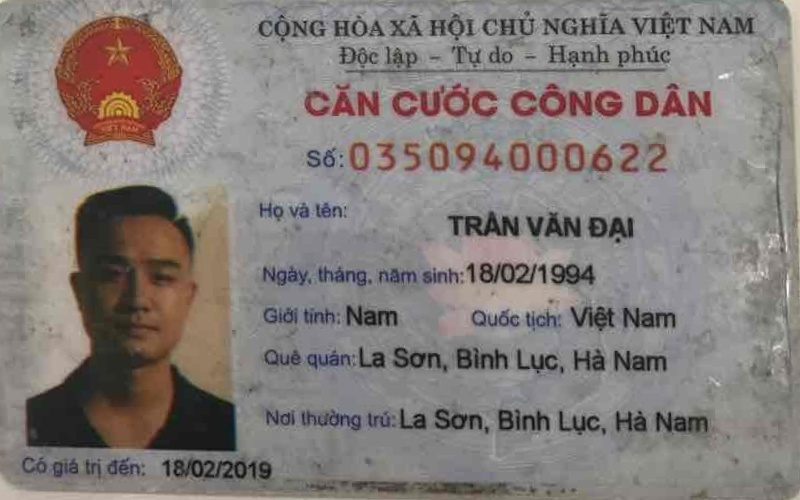 CỘNG HÒA XÃ HỘI CHỦ NGHĨA VIỆT NAM
Độc lập - Tự do - Hạnh phúc
CĂN CƯỚC CÔNG DÂN
Số: 035094000622
Họ và tên:
TRẦN VĂN ĐẠI
Ngày, tháng, năm sinh: 18/02/1994
Giới tính: Nam Quốc tịch: Việt Nam
Quê quán: La Sơn, Bình Lục, Hà Nam
Nơi thường trú: La Sơn, Bình Lục, Hà Nam
Có giá trị đến: 18/02/2019
VIỆT NAM